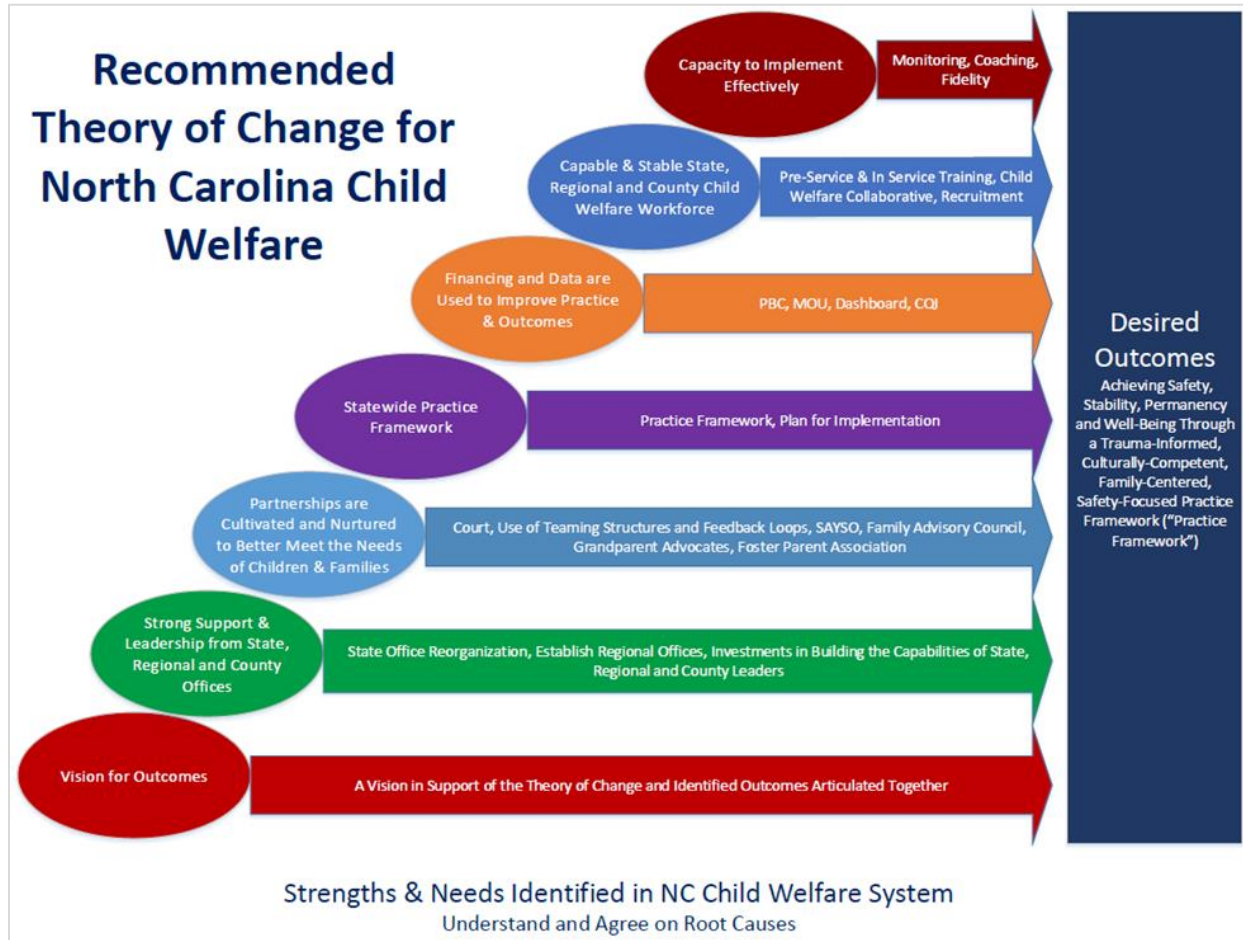 Recommended
Theory of Change for
North Carolina Child
Welfare
Capacity to Implement
Effectively
Monitoring, Coaching,
Fidelity
Capable & Stable State,
Regional and County Child
Welfare Workforce
Pre-Service & In Service Training, Child
Welfare Collaborative, Recruitment
Financing and Data are
Used to Improve Practice
& Outcomes
PBC, MOU, Dashboard, CQI
Statewide Practice
Framework
Practice Framework, Plan for Implementation
Partnerships are
Cultivated and Nurtured
to Better Meet the Needs
of Children & Families
Court, Use of Teaming Structures and Feedback Loops, SAYSO, Family Advisory Council,
Grandparent Advocates, Foster Parent Association
Strong Support &
Leadership from State,
Regional and County
Offices
State Office Reorganization, Establish Regional Offices, Investments in Building the Capabilities of State,
Regional and County Leaders
Vision for Outcomes
A Vision in Support of the Theory of Change and Identified Outcomes Articulated Together
Desired
Outcomes
Achieving Safety,
Stability, Permanency
and Well-Being Through
a Trauma-Informed,
Culturally-Competent,
Family-Centered,
Safety-Focused Practice
Framework ("Practice
Framework")
Strengths & Needs Identified in NC Child Welfare System
Understand and Agree on Root Causes